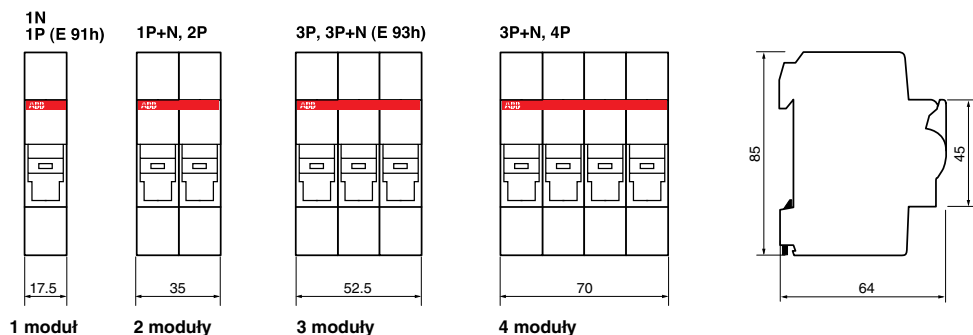 1N
1P (E 91h)
1P+N, 2P
3P, 3P+N (E 93h)
3P+N, 4P
ABB
ABB
ABB
ABB
85
45
17.5
35
52.5
70
64
1 moduł
2 moduły
3 moduły
4 moduły